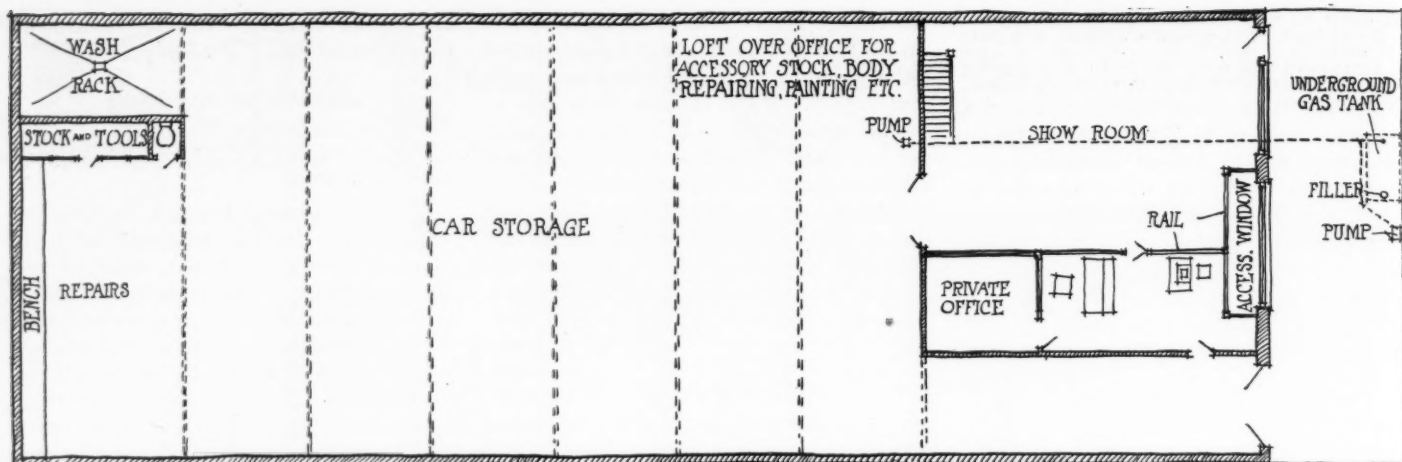 WASH
RACK
STOCK AND TOOLS
BENCH
REPAIRS
CAR STORAGE
LOFT OVER OFFICE FOR
ACCESSORY STOCK, BODY
REPAIRING, PAINTING ETC.
PUMP
SHOW ROOM
RAIL
ACCESS. WINDOW
PRIVATE
OFFICE
UNDERGROUND
GAS TANK
FILLER
PUMP